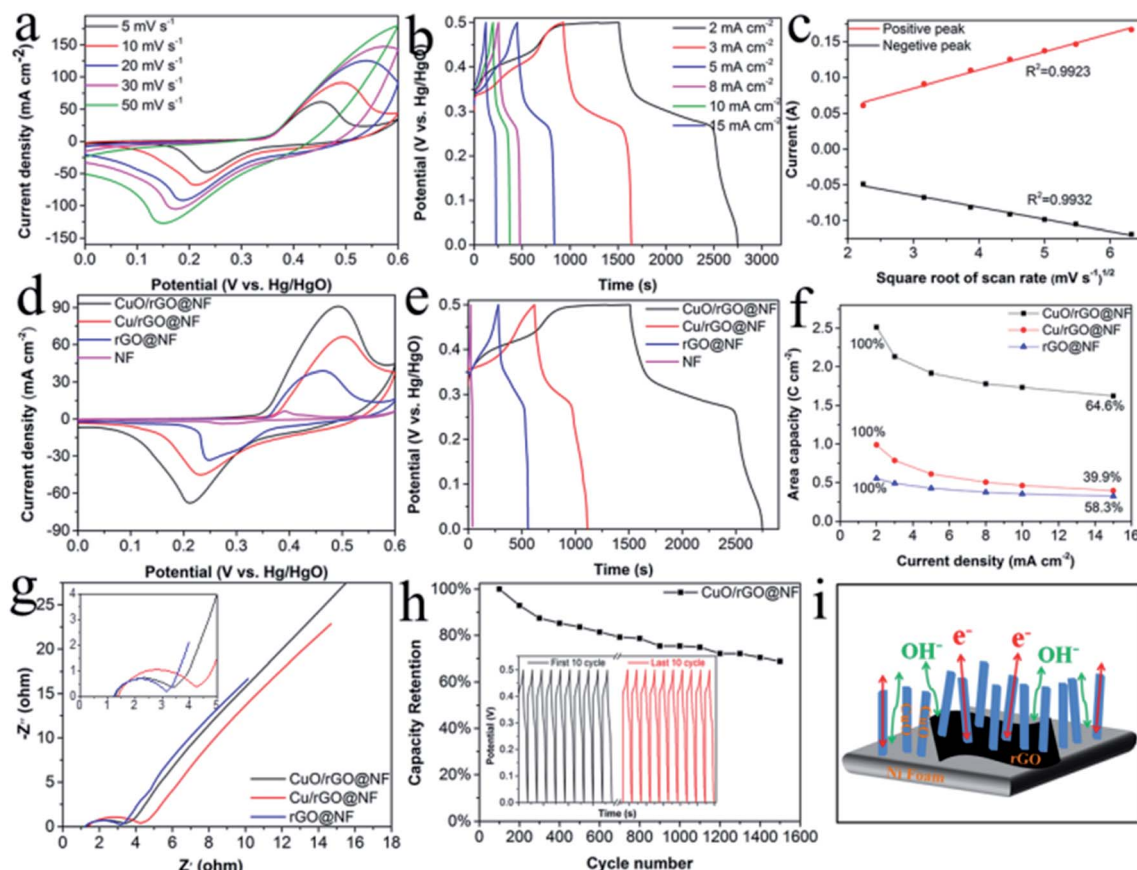 a
5 mV s⁻¹
10 mV s⁻¹
20 mV s⁻¹
30 mV s⁻¹
50 mV s⁻¹
Current density (mA cm⁻²)
150
100
50
0
-50
-100
-150
0.0 0.1 0.2 0.3 0.4 0.5 0.6
Potential (V vs. Hg/HgO)
b
2 mA cm⁻²
3 mA cm⁻²
5 mA cm⁻²
8 mA cm⁻²
10 mA cm⁻²
15 mA cm⁻²
Potential (V vs. Hg/HgO)
0.5
0.4
0.3
0.2
0.1
0.0
0 500 1000 1500 2000 2500 3000
Time (s)
c
Positive peak
Negetive peak
Current (A)
0.15
0.10
0.05
0.00
-0.05
-0.10
R²=0.9923
R²=0.9932
2 3 4 5 6
Square root of scan rate (mV s⁻¹)¹/²
d
CuO/rGO@NF
Cu/rGO@NF
rGO@NF
NF
Current density (mA cm⁻²)
90
60
30
0
-30
-60
-90
0.0 0.1 0.2 0.3 0.4 0.5 0.6
Potential (V vs. Hg/HgO)
e
CuO/rGO@NF
Cu/rGO@NF
rGO@NF
NF
Potential (V vs. Hg/HgO)
0.5
0.4
0.3
0.2
0.1
0.0
0 500 1000 1500 2000 2500
Time (s)
f
CuO/rGO@NF
Cu/rGO@NF
rGO@NF
Area capacity (C cm⁻²)
2.5
2.0
1.5
1.0
0.5
0.0
100%
64.6%
100%
39.9%
100%
58.3%
0 2 4 6 8 10 12 14 16
Current density (mA cm⁻²)
g
-Z'' (ohm)
25
20
15
10
5
0
4
3
2
1
0
0 1 2 3 4 5
CuO/rGO@NF
Cu/rGO@NF
rGO@NF
0 2 4 6 8 10 12 14 16 18
Z' (ohm)
h
CuO/rGO@NF
Capacity Retention
100%
80%
60%
40%
20%
0%
First 10 cycle
Last 10 cycle
Potential (V)
0.5
0.4
0.3
0.2
0.1
0.0
Time (s)
0 200 400 600 800 1000 1200 1400 1600
Cycle number
i
e⁻ e⁻
OH⁻ OH⁻
rGO
Ni Foam